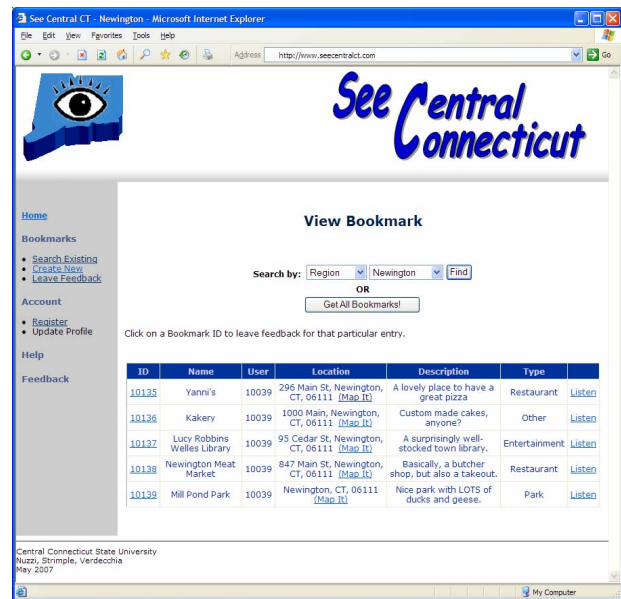 See Central CT - Newington - Microsoft Internet Explorer
File Edit View Favorites Tools Help
Address http://www.seecentralct.com Go
See Central
Connecticut
Home
Bookmarks
Search Existing
Create New
Leave Feedback
Account
Register
Update Profile
Help
Feedback
View Bookmark
Search by: Region Newington Find
OR
Get All Bookmarks!
Click on a Bookmark ID to leave feedback for that particular entry.
ID Name User Location Description Type
10135 Yanni's 10039 296 Main St, Newington, CT, 06111 (Map It) A lovely place to have a great pizza Restaurant Listen
10136 Kakery 10039 1000 Main, Newington, CT, 06111 (Map It) Custom made cakes, anyone? Other Listen
10137 Lucy Robbins Welles Library 10039 95 Cedar St, Newington, CT, 06111 (Map It) A surprisingly well-stocked town library. Entertainment Listen
10138 Newington Meat Market 10039 847 Main St, Newington, CT, 06111 (Map It) Basically, a butcher shop, but also a takeout. Restaurant Listen
10139 Mill Pond Park 10039 Newington, CT, 06111 (Map It) Nice park with LOTS of ducks and geese. Park Listen
Central Connecticut State University
Nuzzi, Strimple, Verdecchia
May 2007
My Computer